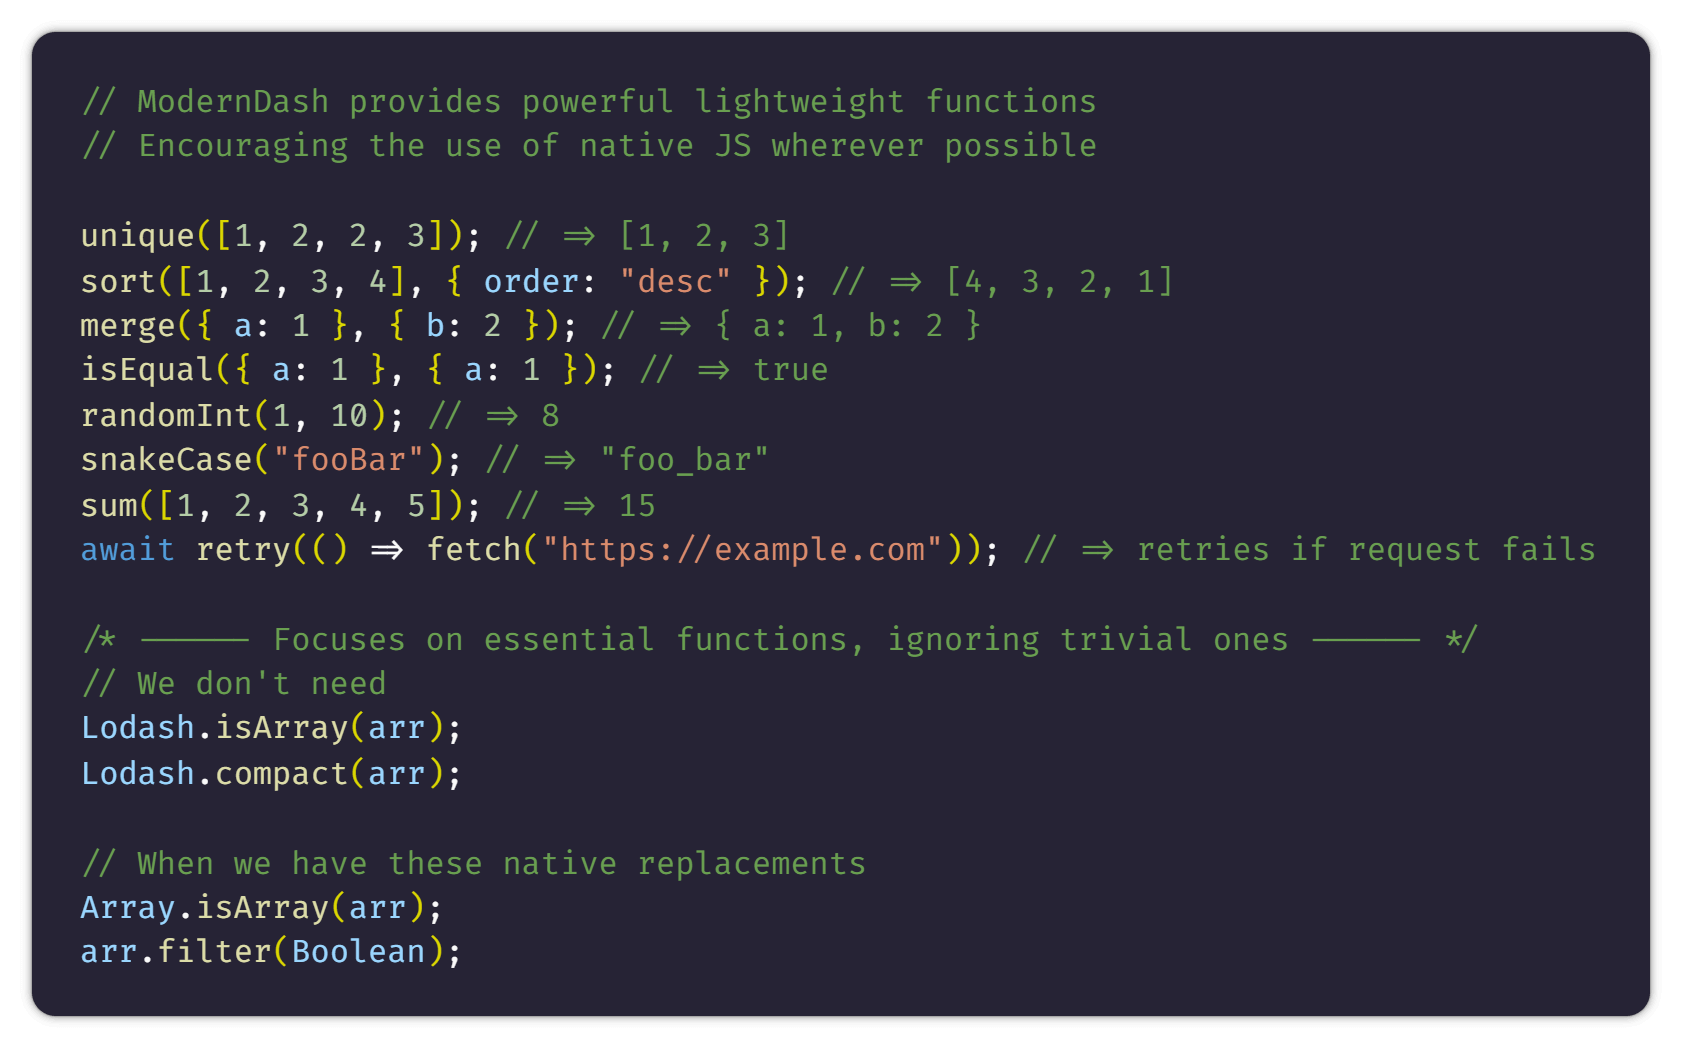 // ModernDash provides powerful lightweight functions
// Encouraging the use of native JS wherever possible

unique([1, 2, 2, 3]); // => [1, 2, 3]
sort([1, 2, 3, 4], { order: "desc" }); // => [4, 3, 2, 1]
merge({ a: 1 }, { b: 2 }); // => { a: 1, b: 2 }
isEqual({ a: 1 }, { a: 1 }); // => true
randomInt(1, 10); // => 8
snakeCase("fooBar"); // => "foo_bar"
sum([1, 2, 3, 4, 5]); // => 15
await retry(() => fetch("https://example.com")); // => retries if request fails

/* ------ Focuses on essential functions, ignoring trivial ones ------ */
// We don't need
Lodash.isArray(arr);
Lodash.compact(arr);

// When we have these native replacements
Array.isArray(arr);
arr.filter(Boolean);